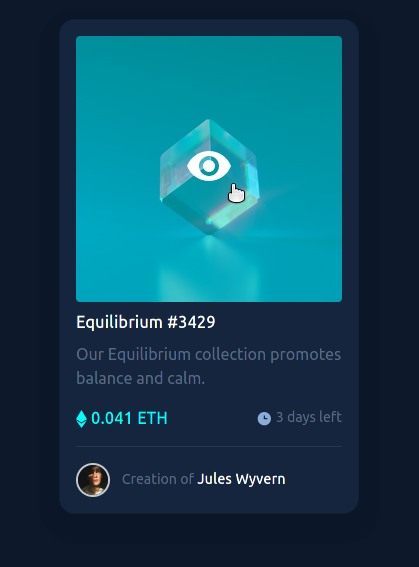 Equilibrium #3429
Our Equilibrium collection promotes
balance and calm.
0.041 ETH
3 days left
Creation of Jules Wyvern